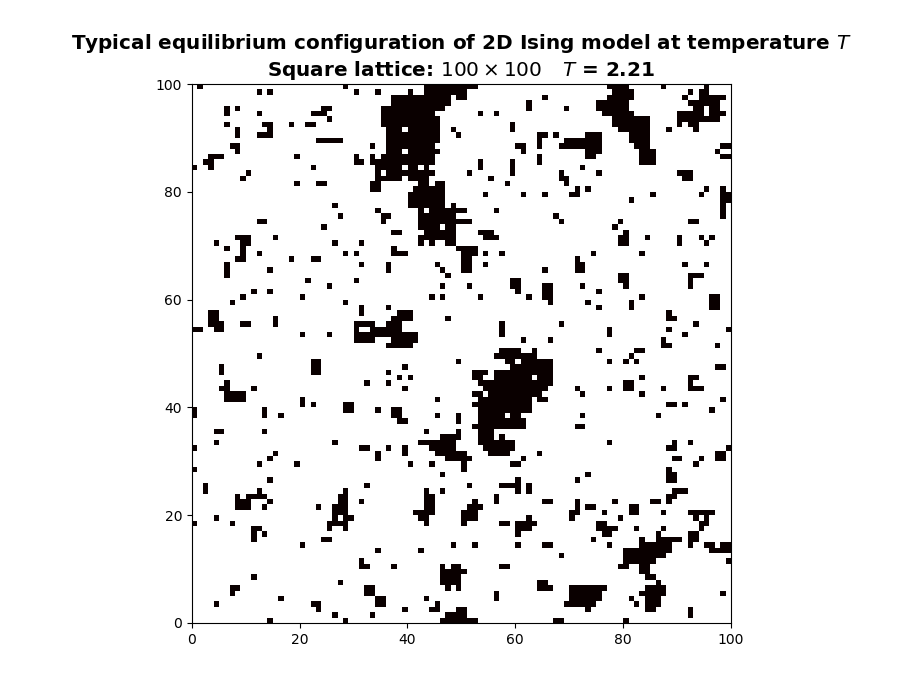 Typical equilibrium configuration of 2D Ising model at temperature T
Square lattice: 100 × 100 T = 2.21
100
80
60
40
20
0
0 20 40 60 80 100